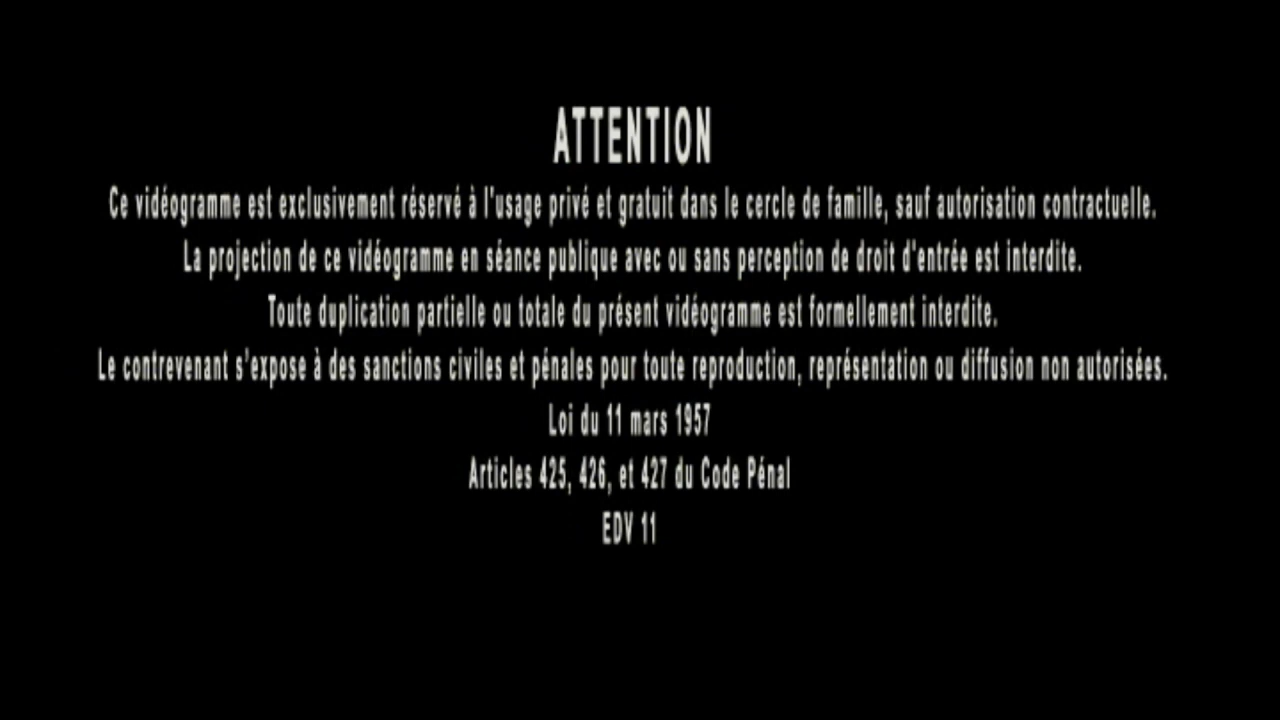 ATTENTION
Ce vidéogramme est exclusivement réservé à l'usage privé et gratuit dans le cercle de famille, sauf autorisation contractuelle.
La projection de ce vidéogramme en séance publique avec ou sans perception de droit d'entrée est interdite.
Toute duplication partielle ou totale du présent vidéogramme est formellement interdite.
Le contrevenant s'expose à des sanctions civiles et pénales pour toute reproduction, représentation ou diffusion non autorisées.
Loi du 11 mars 1957
Articles 425, 426, et 427 du Code Pénal
EDV 11